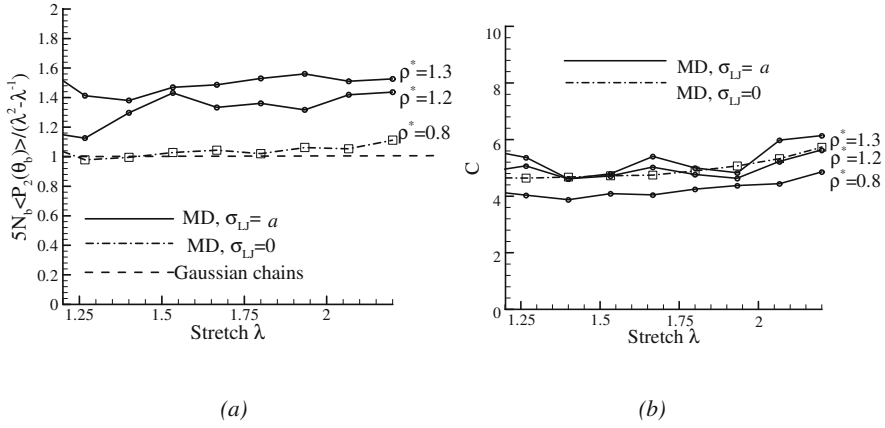 2
1.8
1.6
1.4
1.2
1
0.8
0.6
0.4
0.2
0
5N_b<P_2(θ_b)>/(λ^2-λ^-1)
ρ*=1.3
ρ*=1.2
ρ*=0.8
MD, σ_LJ= a
MD, σ_LJ=0
Gaussian chains
1.25 1.5 1.75 2
Stretch λ
(a)
10
8
6
4
2
0
C
MD, σ_LJ= a
MD, σ_LJ=0
ρ*=1.3
ρ*=1.2
ρ*=0.8
1.25 1.5 1.75 2
Stretch λ
(b)